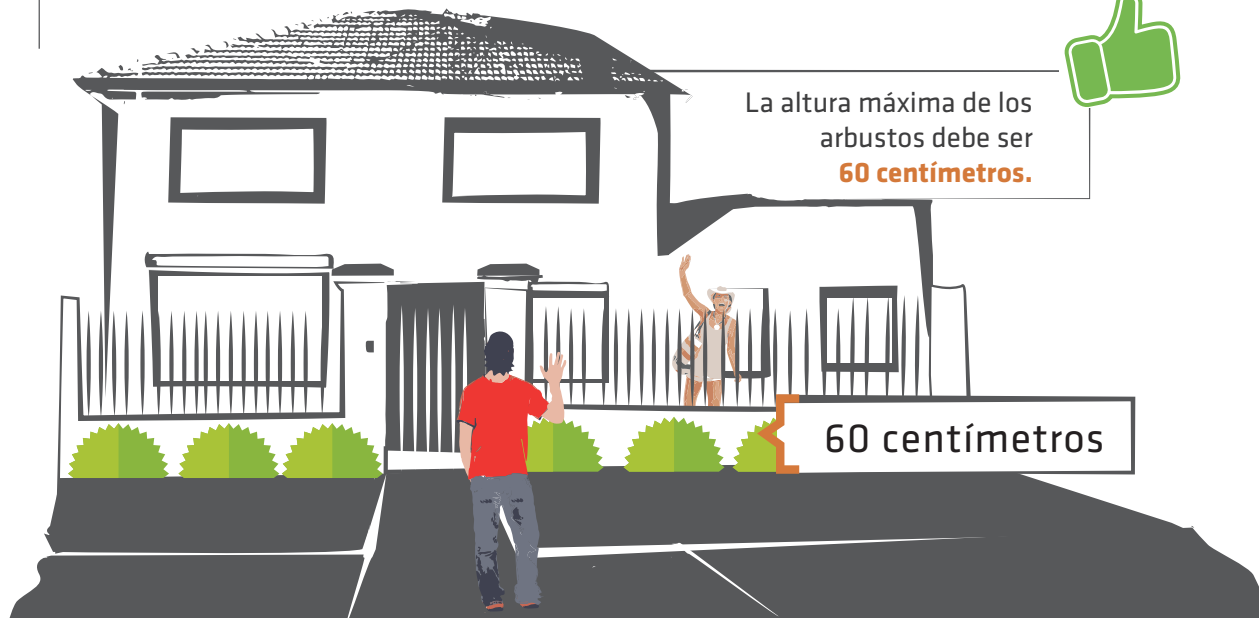 La altura máxima de los
arbustos debe ser
60 centímetros.
60 centímetros